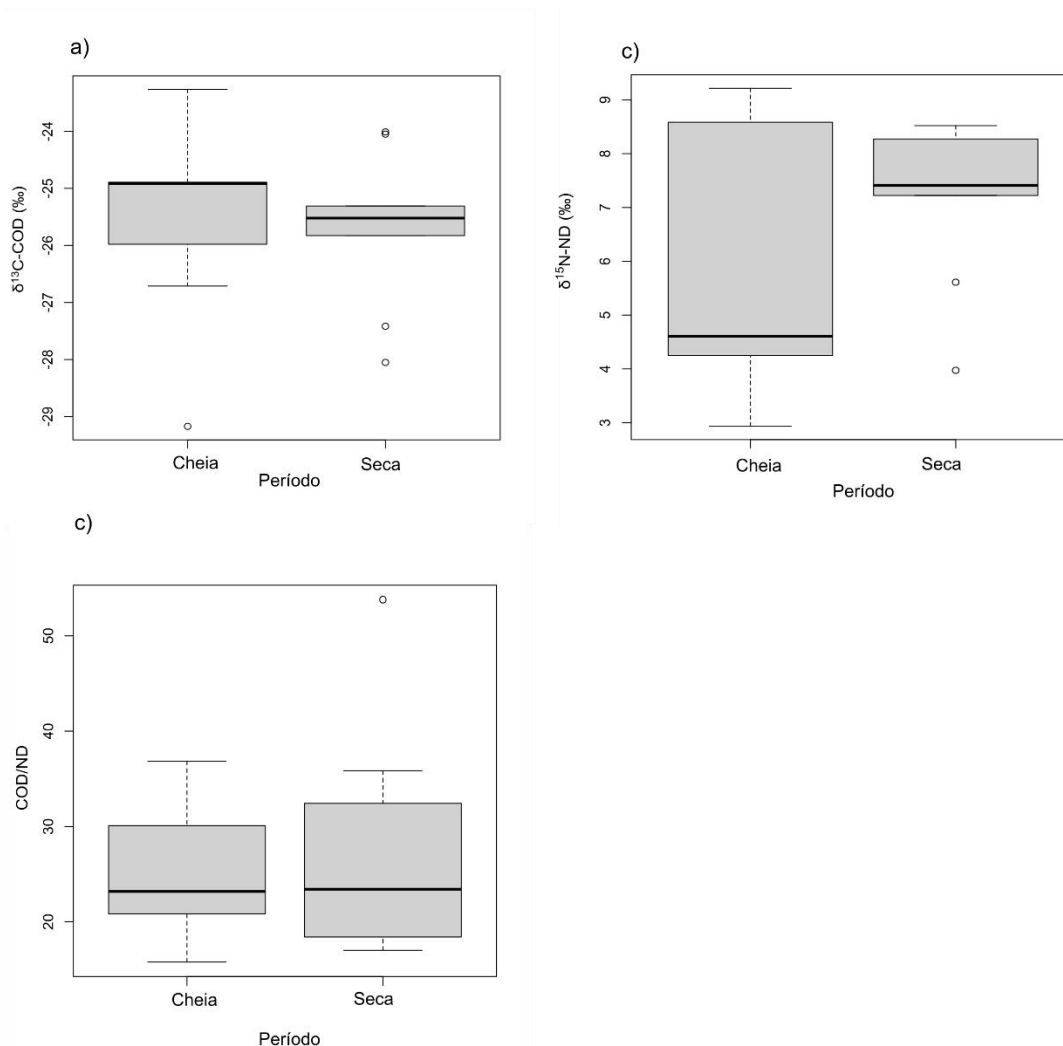 a)
δ¹³C-COD (‰)
-24
-25
-26
-27
-28
-29
Cheia
Seca
Período
c)
δ¹⁵N-ND (‰)
9
8
7
6
5
4
3
Cheia
Seca
Período
c)
COD/ND
50
40
30
20
Cheia
Seca
Período